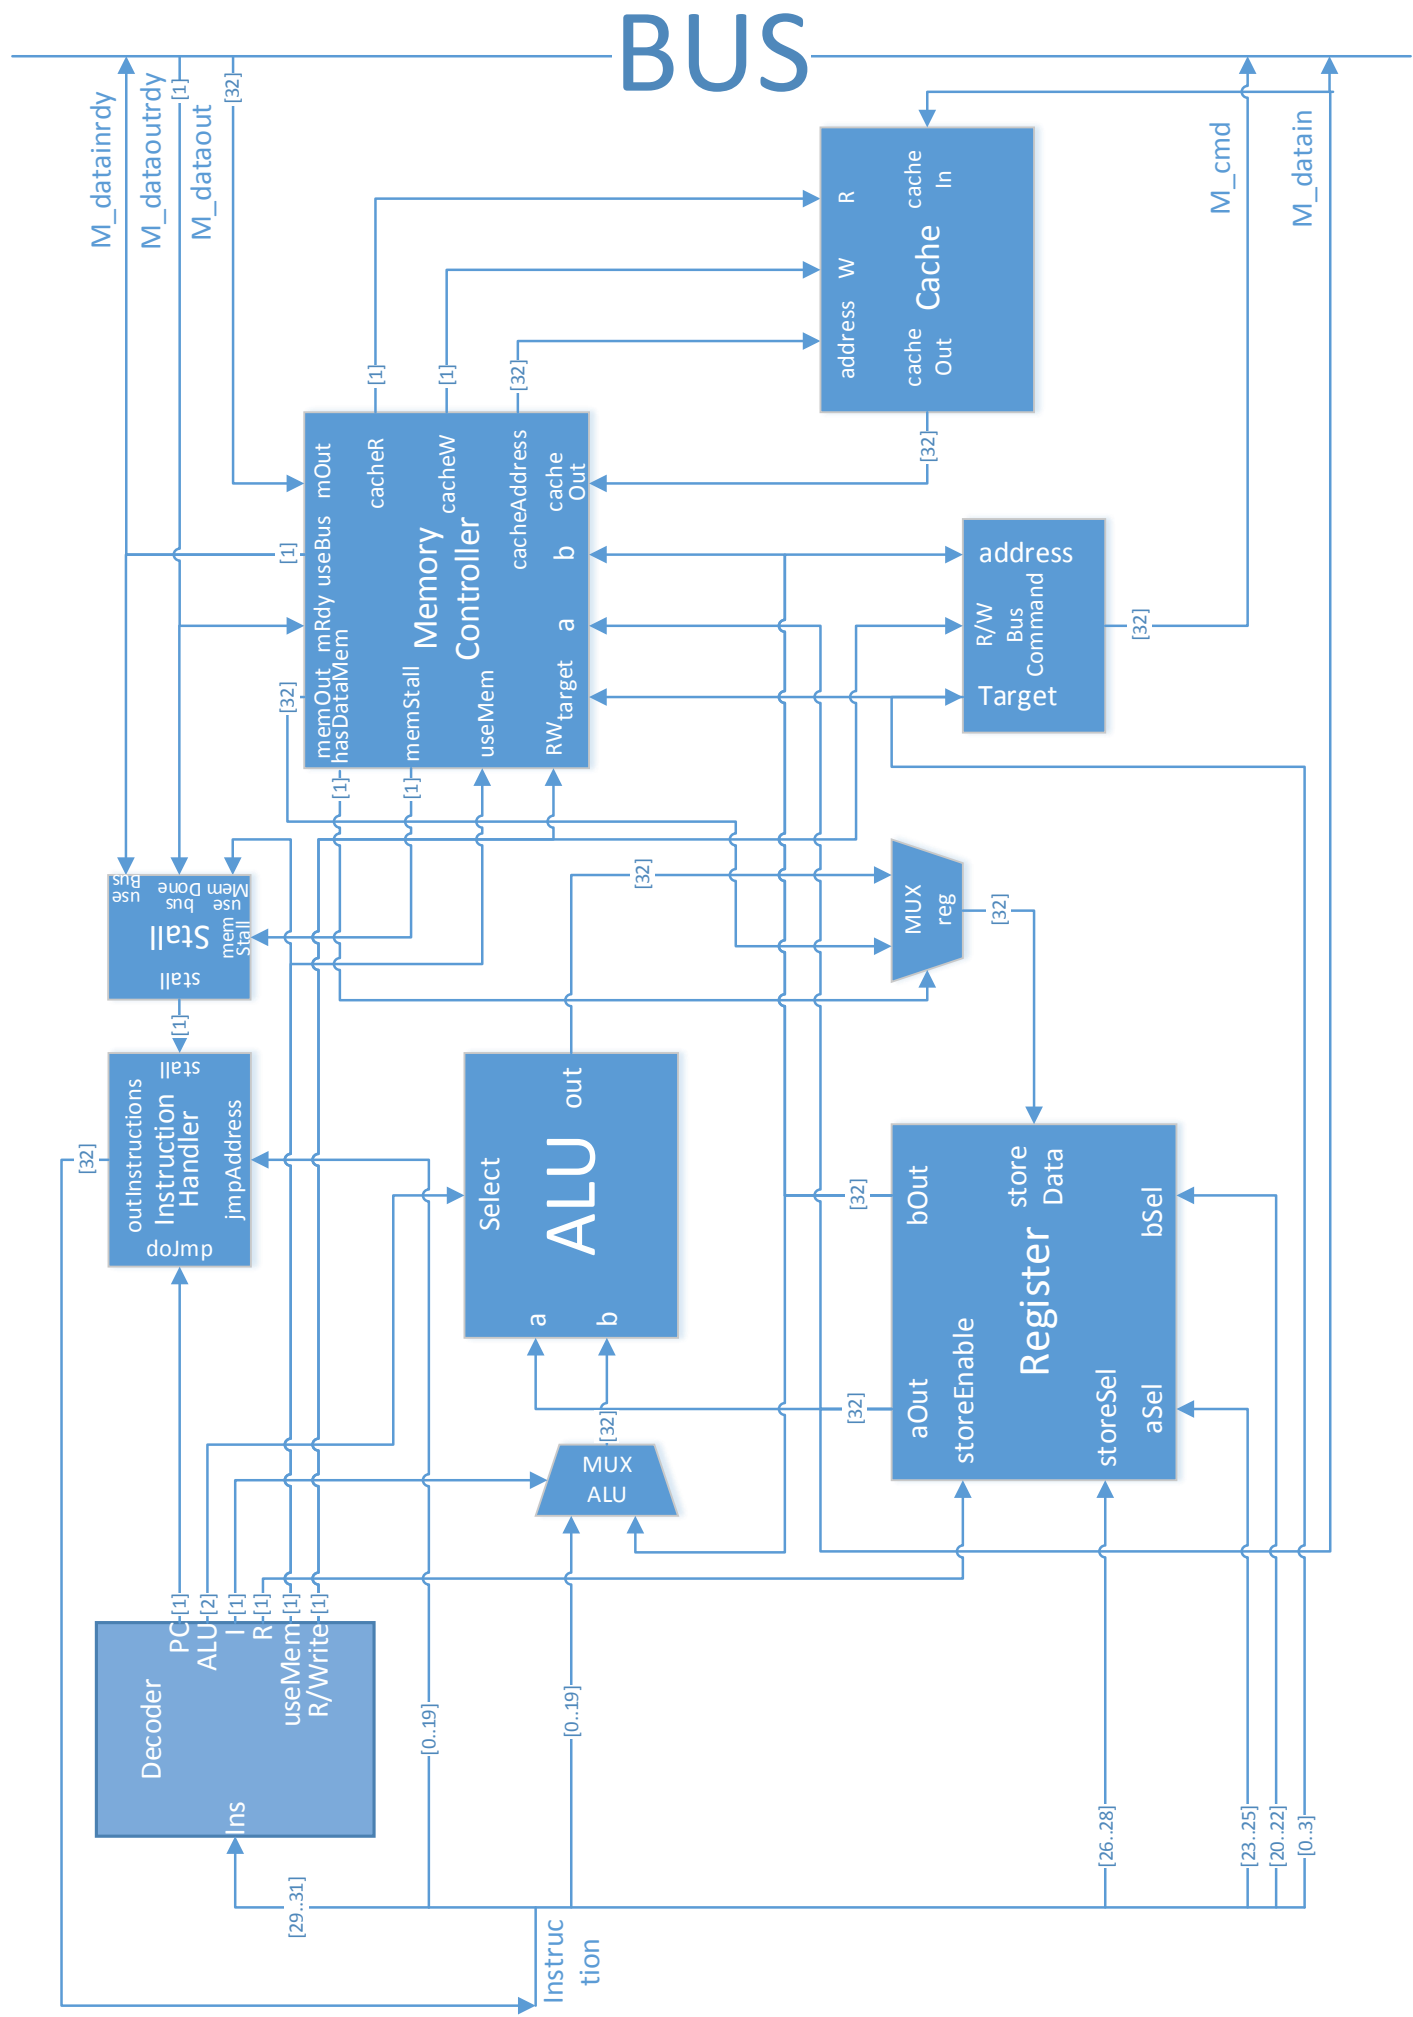 BUS
M_datainrdy
M_dataoutrdy
M_dataout
[1]
[32]
M_cmd
M_datain
R
W
address
cache
In
Cache
cache
Out
[1]
[1]
[32]
[32]
mOut
useBus
mRdy
memOut
hasDataMem
cacheR
cacheW
cacheAddress
cache
Out
Memory
Controller
memStall
useMem
RW
target
a
b
[1]
[32]
[1]
[1]
address
R/W
Bus
Command
Target
[32]
use
Bus
bus
Done
use
Mem
mem
Stall
Stall
stall
[1]
MUX
reg
[32]
[32]
stall
outInstructions
Instruction
Handler
jmpAddress
doJmp
[32]
Select
ALU
out
a
b
[32]
MUX
ALU
bOut
store
Data
bSel
Register
aOut
storeEnable
storeSel
aSel
[32]
[32]
PC
ALU
I
R
useMem
R/Write
[1]
[2]
[1]
[1]
[1]
[1]
Decoder
Ins
[0..19]
[0..19]
[26..28]
[23..25]
[20..22]
[0..3]
[29..31]
Instruc
tion